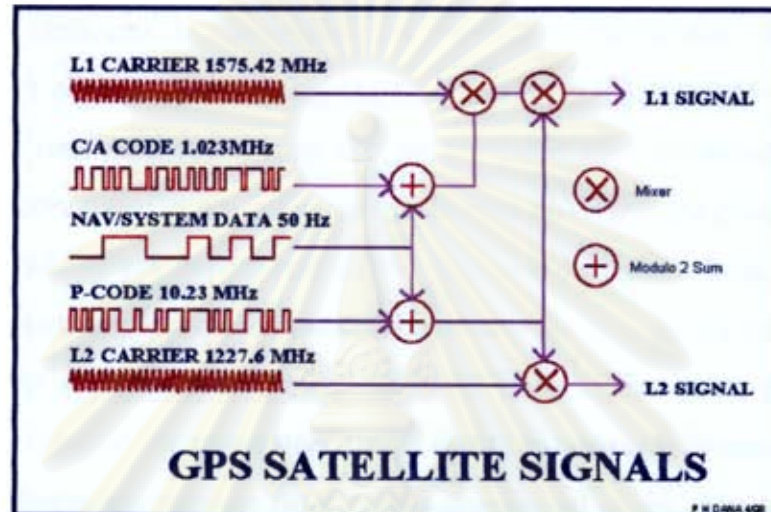 L1 CARRIER 1575.42 MHz
L1 SIGNAL
C/A CODE 1.023MHz
Mixer
NAV/SYSTEM DATA 50 Hz
Modulo 2 Sum
P-CODE 10.23 MHz
L2 CARRIER 1227.6 MHz
L2 SIGNAL
GPS SATELLITE SIGNALS
P H DANA